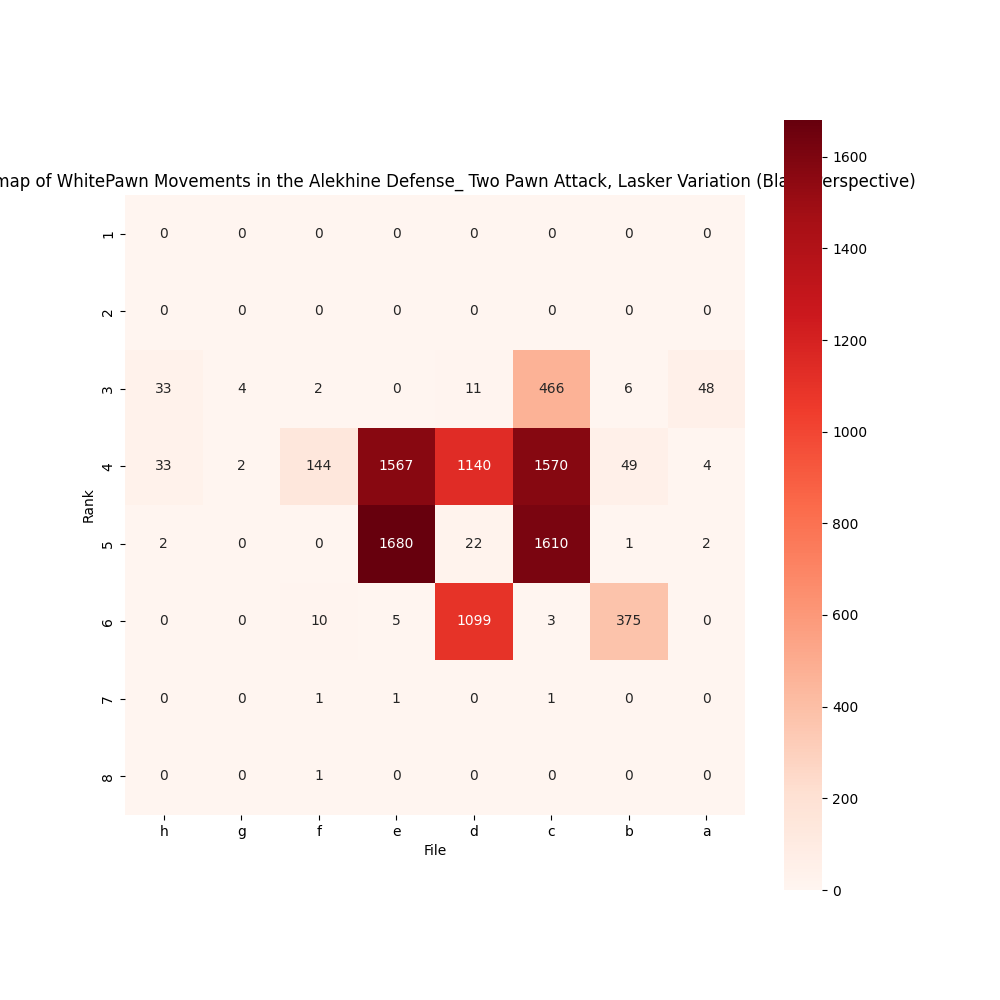 map of WhitePawn Movements in the Alekhine Defense_ Two Pawn Attack, Lasker Variation (Bla erspective)
1 0 0 0 0 0 0 0 0
2 0 0 0 0 0 0 0 0
3 33 4 2 0 11 466 6 48
4 33 2 144 1567 1140 1570 49 4
5 2 0 0 1680 22 1610 1 2
6 0 0 10 5 1099 3 375 0
7 0 0 1 1 0 1 0 0
8 0 0 1 0 0 0 0 0
h g f e d c b a
File
Rank
1600
1400
1200
1000
800
600
400
200
0